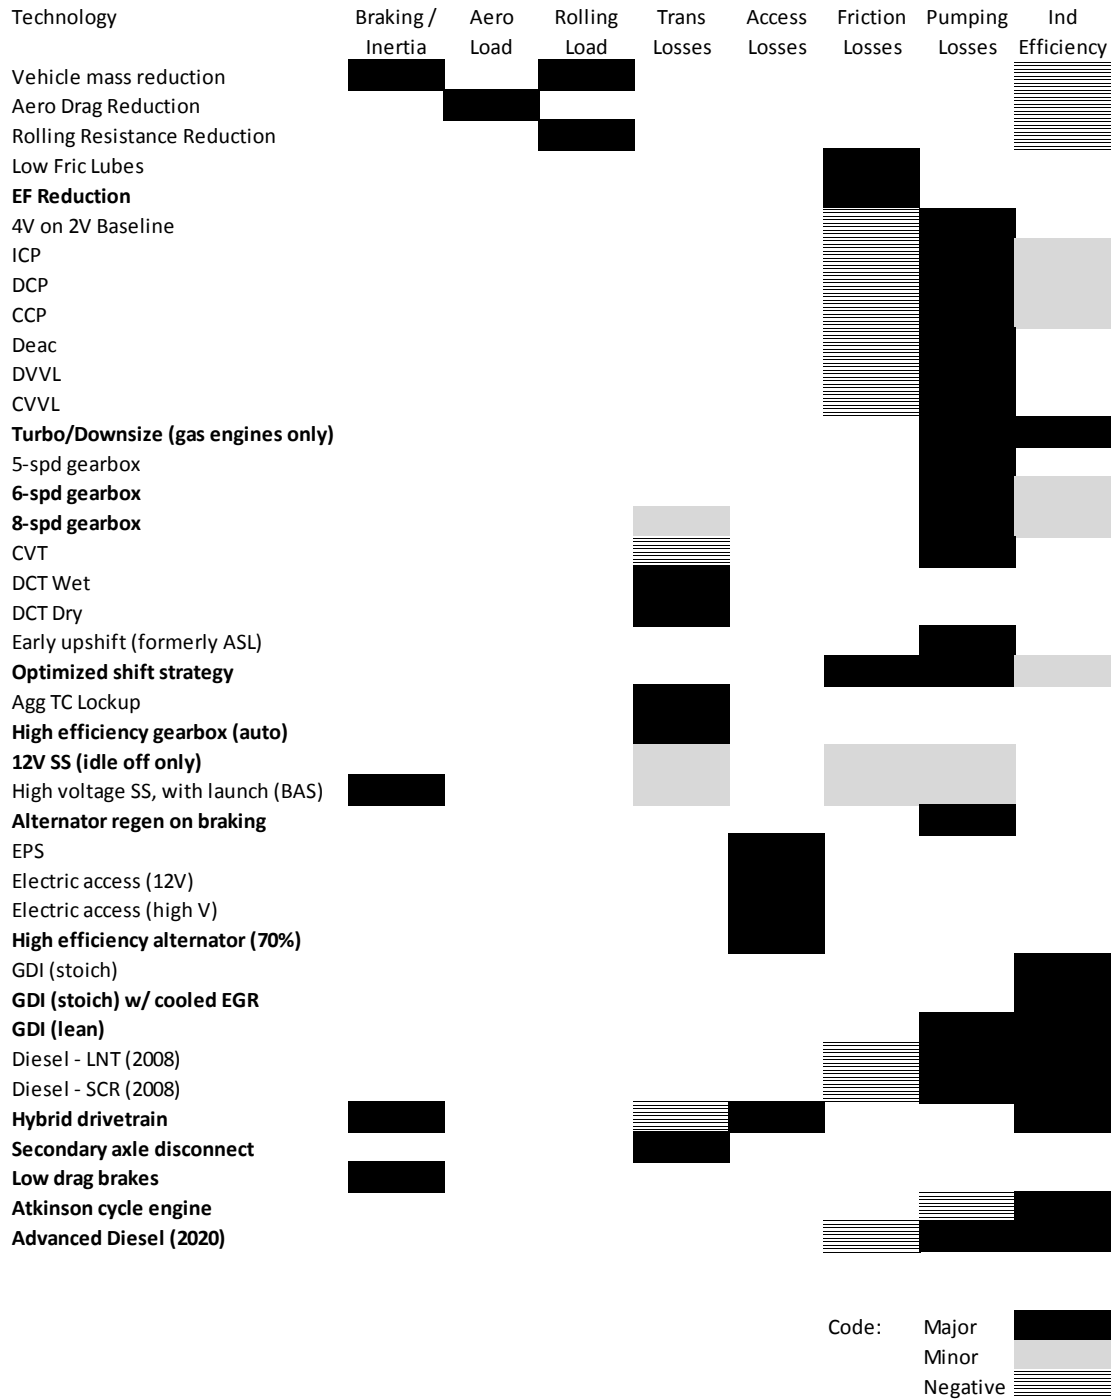 Technology Braking / Aero Rolling Trans Access Friction Pumping Ind
Inertia Load Load Losses Losses Losses Losses Efficiency
Vehicle mass reduction
Aero Drag Reduction
Rolling Resistance Reduction
Low Fric Lubes
EF Reduction
4V on 2V Baseline
ICP
DCP
CCP
Deac
DVVL
CVVL
Turbo/Downsize (gas engines only)
5-spd gearbox
6-spd gearbox
8-spd gearbox
CVT
DCT Wet
DCT Dry
Early upshift (formerly ASL)
Optimized shift strategy
Agg TC Lockup
High efficiency gearbox (auto)
12V SS (idle off only)
High voltage SS, with launch (BAS)
Alternator regen on braking
EPS
Electric access (12V)
Electric access (high V)
High efficiency alternator (70%)
GDI (stoich)
GDI (stoich) w/ cooled EGR
GDI (lean)
Diesel - LNT (2008)
Diesel - SCR (2008)
Hybrid drivetrain
Secondary axle disconnect
Low drag brakes
Atkinson cycle engine
Advanced Diesel (2020)
Code: Major
Minor
Negative